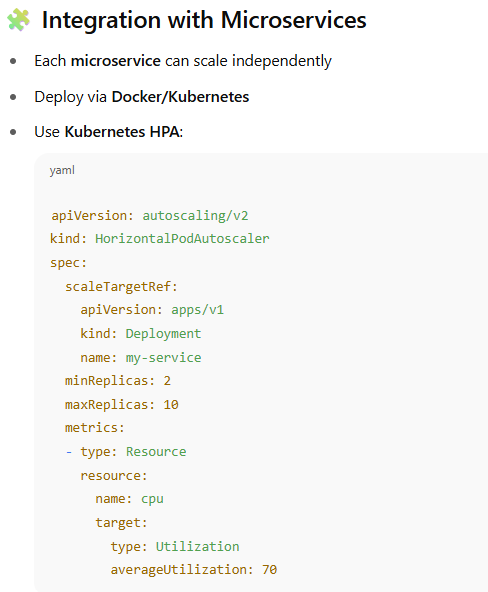 🧩 Integration with Microservices
• Each microservice can scale independently
• Deploy via Docker/Kubernetes
• Use Kubernetes HPA:
yaml
apiVersion: autoscaling/v2
kind: HorizontalPodAutoscaler
spec:
  scaleTargetRef:
    apiVersion: apps/v1
    kind: Deployment
    name: my-service
  minReplicas: 2
  maxReplicas: 10
  metrics:
  - type: Resource
    resource:
      name: cpu
      target:
        type: Utilization
        averageUtilization: 70